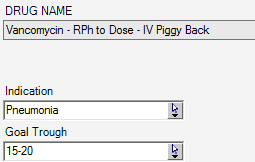 DRUG NAME
Vancomycin - RPh to Dose - IV Piggy Back
Indication
Pneumonia
Goal Trough
15-20